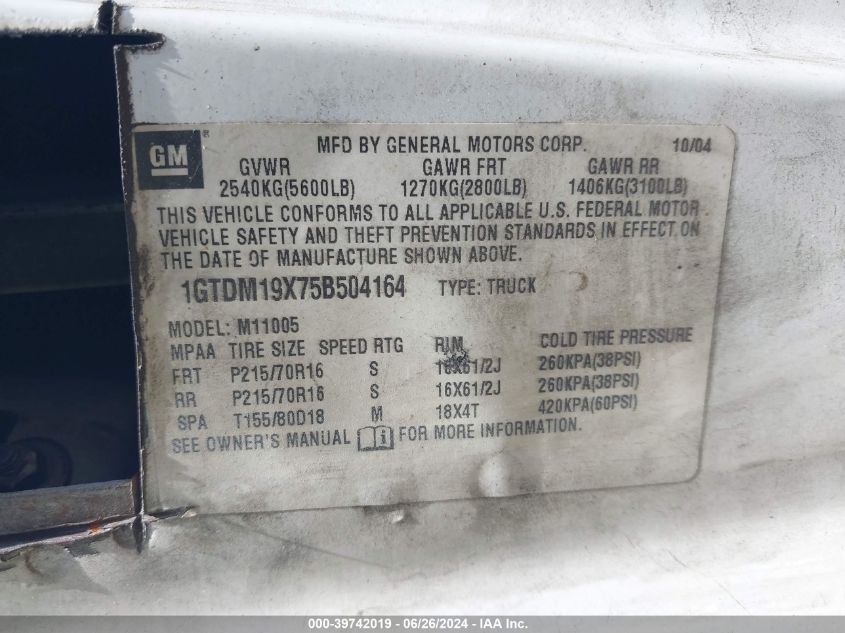 GM ® MFD BY GENERAL MOTORS CORP. 10/04
GVWR GAWR FRT GAWR RR
2540KG(5600LB) 1270KG(2800LB) 1406KG(3100LB)
THIS VEHICLE CONFORMS TO ALL APPLICABLE U.S. FEDERAL MOTOR
VEHICLE SAFETY AND THEFT PREVENTION STANDARDS IN EFFECT ON
THE DATE OF MANUFACTURE SHOWN ABOVE.
1GTDM19X75B504164 TYPE: TRUCK
MODEL: M11005
MPAA TIRE SIZE SPEED RTG RIM COLD TIRE PRESSURE
FRT P215/70R16 S 16X61/2J 260KPA(38PSI)
RR P215/70R16 S 16X61/2J 260KPA(38PSI)
SPA T155/80D18 M 18X4T 420KPA(60PSI)
SEE OWNER'S MANUAL i FOR MORE INFORMATION.
000-39742019 - 06/26/2024 - IAA Inc.